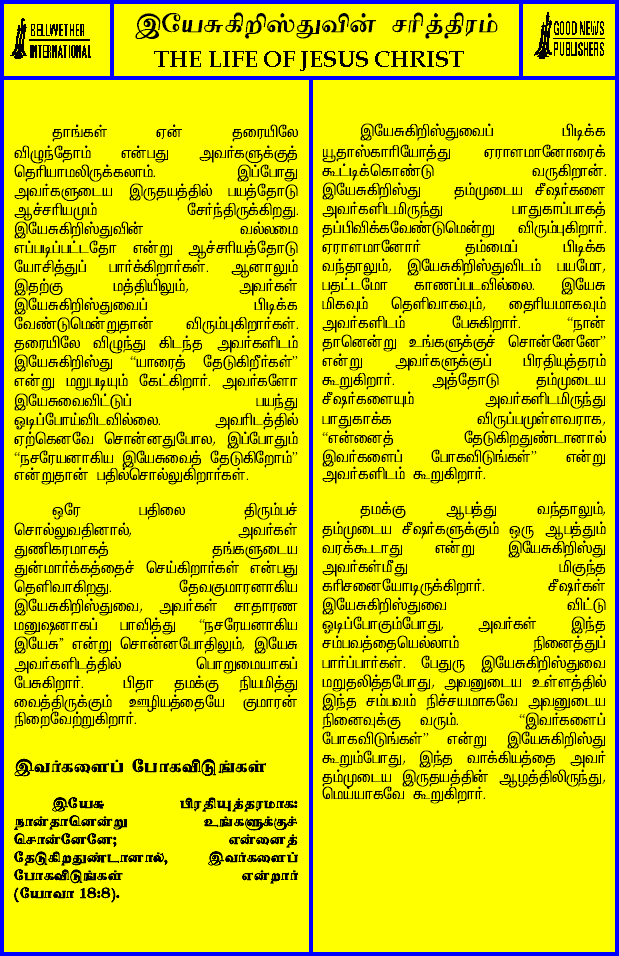 BELLWETHER
INTERNATIONAL
இயேசுகிறிஸ்துவின் சரித்திரம்
THE LIFE OF JESUS CHRIST
GOOD NEWS
PUBLISHERS
தாங்கள் ஏன் தரையிலே
விழுந்தோம் என்பது அவர்களுக்குத்
தெரியாமலிருக்கலாம். இப்போது
அவர்களுடைய இருதயத்தில் பயத்தோடு
ஆச்சரியமும் சேர்ந்திருக்கிறது.
இயேசுகிறிஸ்துவின் வல்லமை
எப்படிப்பட்டதோ என்று ஆச்சரியத்தோடு
யோசித்துப் பார்க்கிறார்கள். ஆனாலும்
இதற்கு மத்தியிலும், அவர்கள்
இயேசுகிறிஸ்துவைப் பிடிக்க
வேண்டுமென்றுதான் விரும்புகிறார்கள்.
தரையிலே விழுந்து கிடந்த அவர்களிடம்
இயேசுகிறிஸ்து “யாரைத் தேடுகிறீர்கள்”
என்று மறுபடியும் கேட்கிறார். அவர்களோ
இயேசுவைவிட்டுப் பயந்து
ஓடிப்போய்விடவில்லை. அவரிடத்தில்
ஏற்கெனவே சொன்னதுபோல, இப்போதும்
“நசரேயனாகிய இயேசுவைத் தேடுகிறோம்”
என்றுதான் பதில்சொல்லுகிறார்கள்.
ஒரே பதிலை திரும்பச்
சொல்லுவதினால், அவர்கள்
துணிகரமாகத் தங்களுடைய
துன்மார்க்கத்தைச் செய்கிறார்கள் என்பது
தெளிவாகிறது. தேவகுமாரனாகிய
இயேசுகிறிஸ்துவை, அவர்கள் சாதாரண
மனுஷனாகப் பாவித்து “நசரேயனாகிய
இயேசு” என்று சொன்னபோதிலும், இயேசு
அவர்களிடத்தில் பொறுமையாகப்
பேசுகிறார். பிதா தமக்கு நியமித்து
வைத்திருக்கும் ஊழியத்தையே குமாரன்
நிறைவேற்றுகிறார்.
இவர்களைப் போகவிடுங்கள்
இயேசு பிரதியுத்தரமாக:
நான்தானென்று உங்களுக்குச்
சொன்னேனே; என்னைத்
தேடுகிறதுண்டானால், இவர்களைப்
போகவிடுங்கள் என்றார்
(யோவா 18:8).
இயேசுகிறிஸ்துவைப் பிடிக்க
யூதாஸ்காரியோத்து ஏராளமானோரைக்
கூட்டிக்கொண்டு வருகிறான்.
இயேசுகிறிஸ்து தம்முடைய சீஷர்களை
அவர்களிடமிருந்து பாதுகாப்பாகத்
தப்பிவிக்கவேண்டுமென்று விரும்புகிறார்.
ஏராளமானோர் தம்மைப் பிடிக்க
வந்தாலும், இயேசுகிறிஸ்துவிடம் பயமோ,
பதட்டமோ காணப்படவில்லை. இயேசு
மிகவும் தெளிவாகவும், தைரியமாகவும்
அவர்களிடம் பேசுகிறார். “நான்
தானென்று உங்களுக்குச் சொன்னேனே”
என்று அவர்களுக்குப் பிரதியுத்தரம்
கூறுகிறார். அத்தோடு தம்முடைய
சீஷர்களையும் அவர்களிடமிருந்து
பாதுகாக்க விருப்பமுள்ளவராக,
“என்னைத் தேடுகிறதுண்டானால்
இவர்களைப் போகவிடுங்கள்” என்று
அவர்களிடம் கூறுகிறார்.
தமக்கு ஆபத்து வந்தாலும்,
தம்முடைய சீஷர்களுக்கும் ஒரு ஆபத்தும்
வரக்கூடாது என்று இயேசுகிறிஸ்து
அவர்கள்மீது மிகுந்த
கரிசனையோடிருக்கிறார். சீஷர்கள்
இயேசுகிறிஸ்துவை விட்டு
ஓடிப்போகும்போது, அவர்கள் இந்த
சம்பவத்தையெல்லாம் நினைத்துப்
பார்ப்பார்கள். பேதுரு இயேசுகிறிஸ்துவை
மறுதலித்தபோது, அவனுடைய உள்ளத்தில்
இந்த சம்பவம் நிச்சயமாகவே அவனுடைய
நினைவுக்கு வரும். “இவர்களைப்
போகவிடுங்கள்” என்று இயேசுகிறிஸ்து
கூறும்போது, இந்த வாக்கியத்தை அவர்
தம்முடைய இருதயத்தின் ஆழத்திலிருந்து,
மெய்யாகவே கூறுகிறார்.